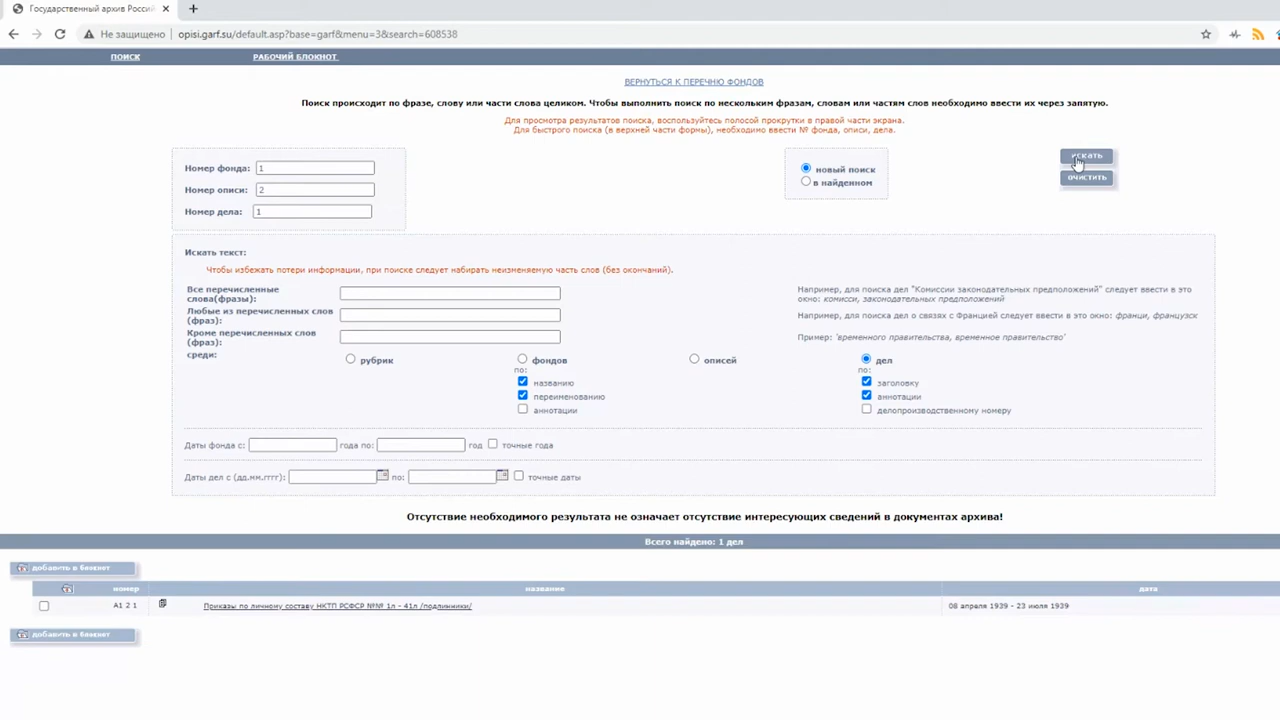 Государственный архив Россий
Не защищено
opisi.garf.su/default.asp?base=garf&menu=3&search=608538
ПОИСК
РАБОЧИЙ БЛОКНОТ
ВЕРНУТЬСЯ К ПЕРЕЧНЮ ФОНДОВ
Поиск происходит по фразе, слову или части слова целиком. Чтобы выполнить поиск по нескольким фразам, словам или частям слов необходимо ввести их через запятую.
Для просмотра результатов поиска, воспользуйтесь полосой прокрутки в правой части экрана.
Для быстрого поиска (в верхней части формы), необходимо ввести № фонда, описи, дела.
Номер фонда: 1
Номер описи: 2
Номер дела: 1
новый поиск
в найденном
искать
очистить
Искать текст:
Чтобы избежать потери информации, при поиске следует набирать неизменяемую часть слов (без окончаний).
Все перечисленные
слова(фразы):
Например, для поиска дел "Комиссии законодательных предположений" следует ввести в это
окно: комисси, законодательных предположений
Любые из перечисленных слов
(фраз):
Например, для поиска дел о связях с Францией следует ввести в это окно: франци, французск
Кроме перечисленных слов
(фраз):
Пример: 'временного правительства, временное правительство'
среди:
рубрик
фондов
по:
названию
переименованию
аннотации
описей
дел
по:
заголовку
аннотации
делопроизводственному номеру
Даты фонда с: года по: год точные года
Даты дел с (дд.мм.гггг): по: точные даты
Отсутствие необходимого результата не означает отсутствие интересующих сведений в документах архива!
Всего найдено: 1 дел
добавить в блокнот
номер название дата
А1 2 1 Приказы по личному составу НКТП РСФСР №№ 1л - 41л /подлинники/ 08 апреля 1939 - 23 июля 1939
добавить в блокнот